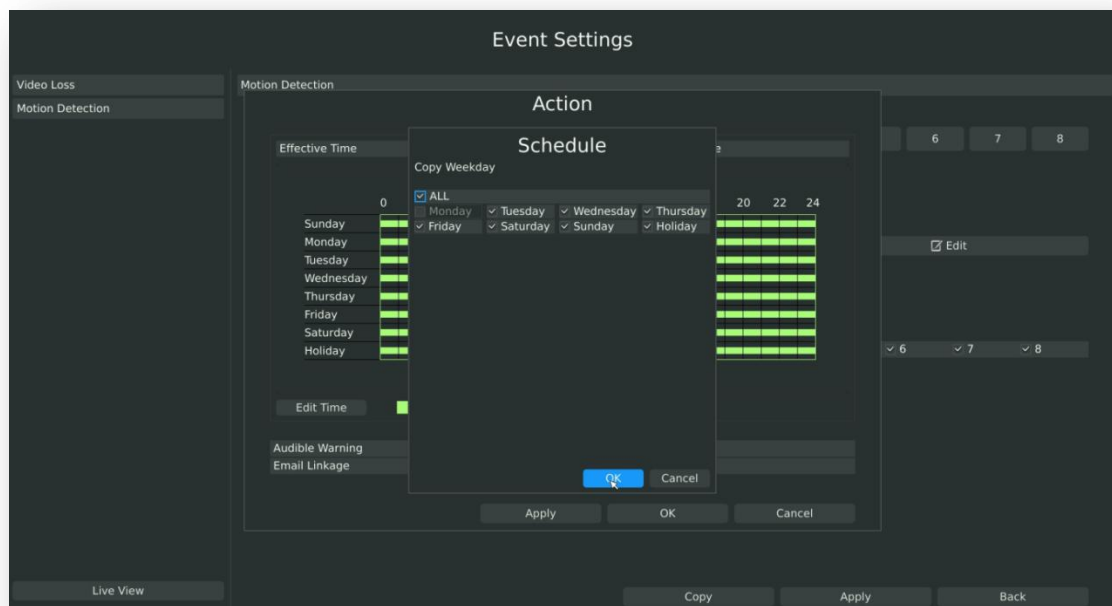 Event Settings
Video Loss
Motion Detection
Motion Detection
Action
Schedule
Effective Time
Copy Weekday
ALL
Monday Tuesday Wednesday Thursday
Friday Saturday Sunday Holiday
0 20 22 24
Sunday
Monday
Tuesday
Wednesday
Thursday
Friday
Saturday
Holiday
6 7 8
Edit
6 7 8
Edit Time
Audible Warning
Email Linkage
OK Cancel
Apply OK Cancel
Live View
Copy Apply Back